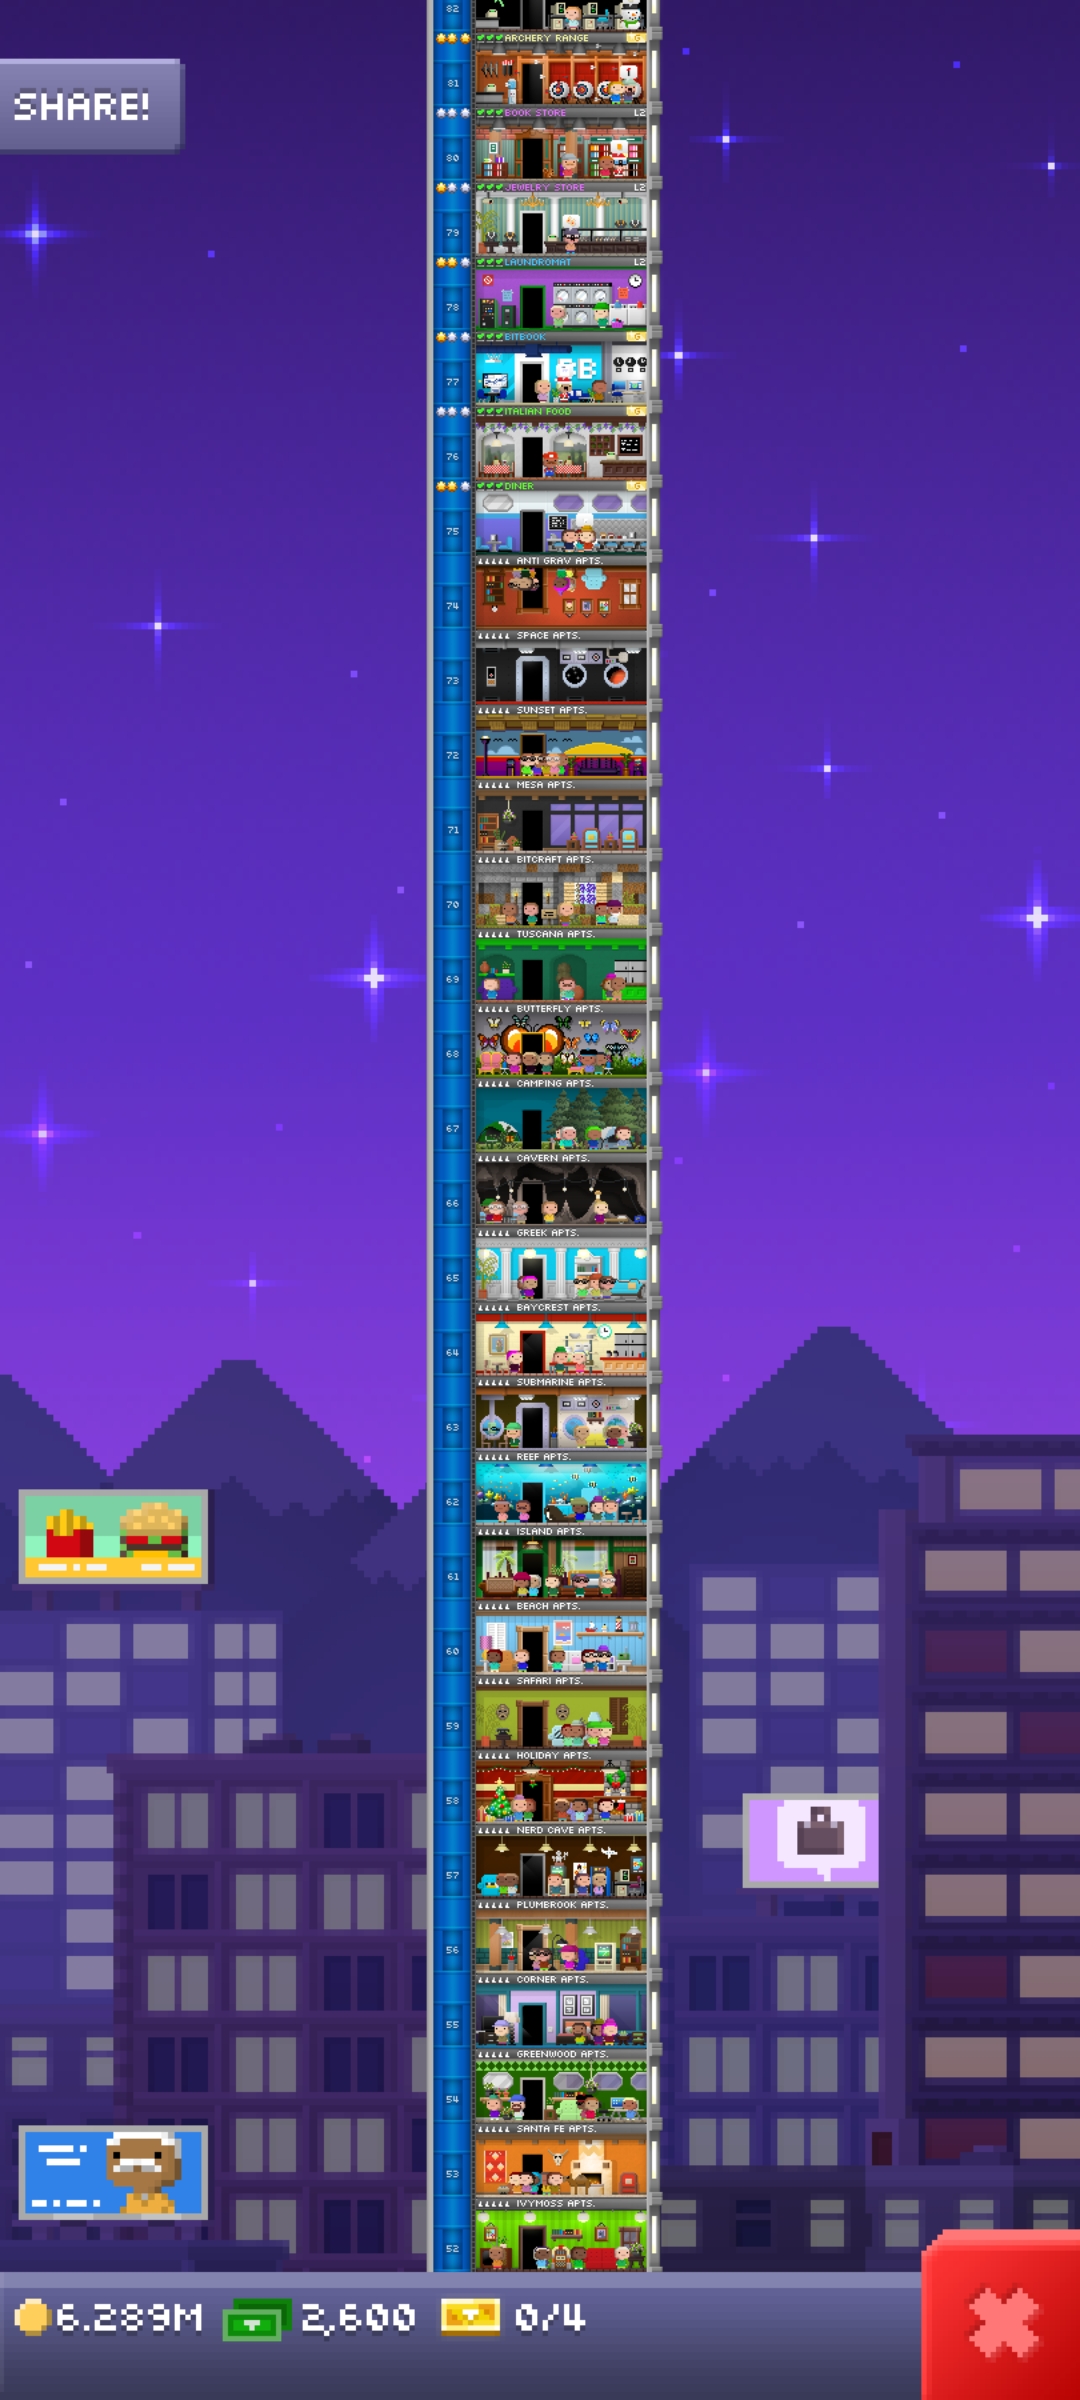 82
ARCHERY RANGE G
SHARE!
81
BOOK STORE L2
80
JEWELRY STORE L2
79
LAUNDROMAT L2
78
BITBOOK G
77
BB
ITALIAN FOOD G
76
DINER G
75
ANTI GRAV APTS.
74
SPACE APTS.
73
SUNSET APTS.
72
MESA APTS.
71
BITCRAFT APTS.
70
TUSCANA APTS.
69
BUTTERFLY APTS.
68
CAMPING APTS.
67
CAVERN APTS.
66
GREEK APTS.
65
BAYCREST APTS.
64
SUBMARINE APTS.
63
REEF APTS.
62
ISLAND APTS.
61
BEACH APTS.
60
SAFARI APTS.
59
HOLIDAY APTS.
58
NERD CAVE APTS.
57
PLUMBROOK APTS.
56
CORNER APTS.
55
GREENWOOD APTS.
54
SANTA FE APTS.
53
IVYMOSS APTS.
52
6.289M 2,600 0/4